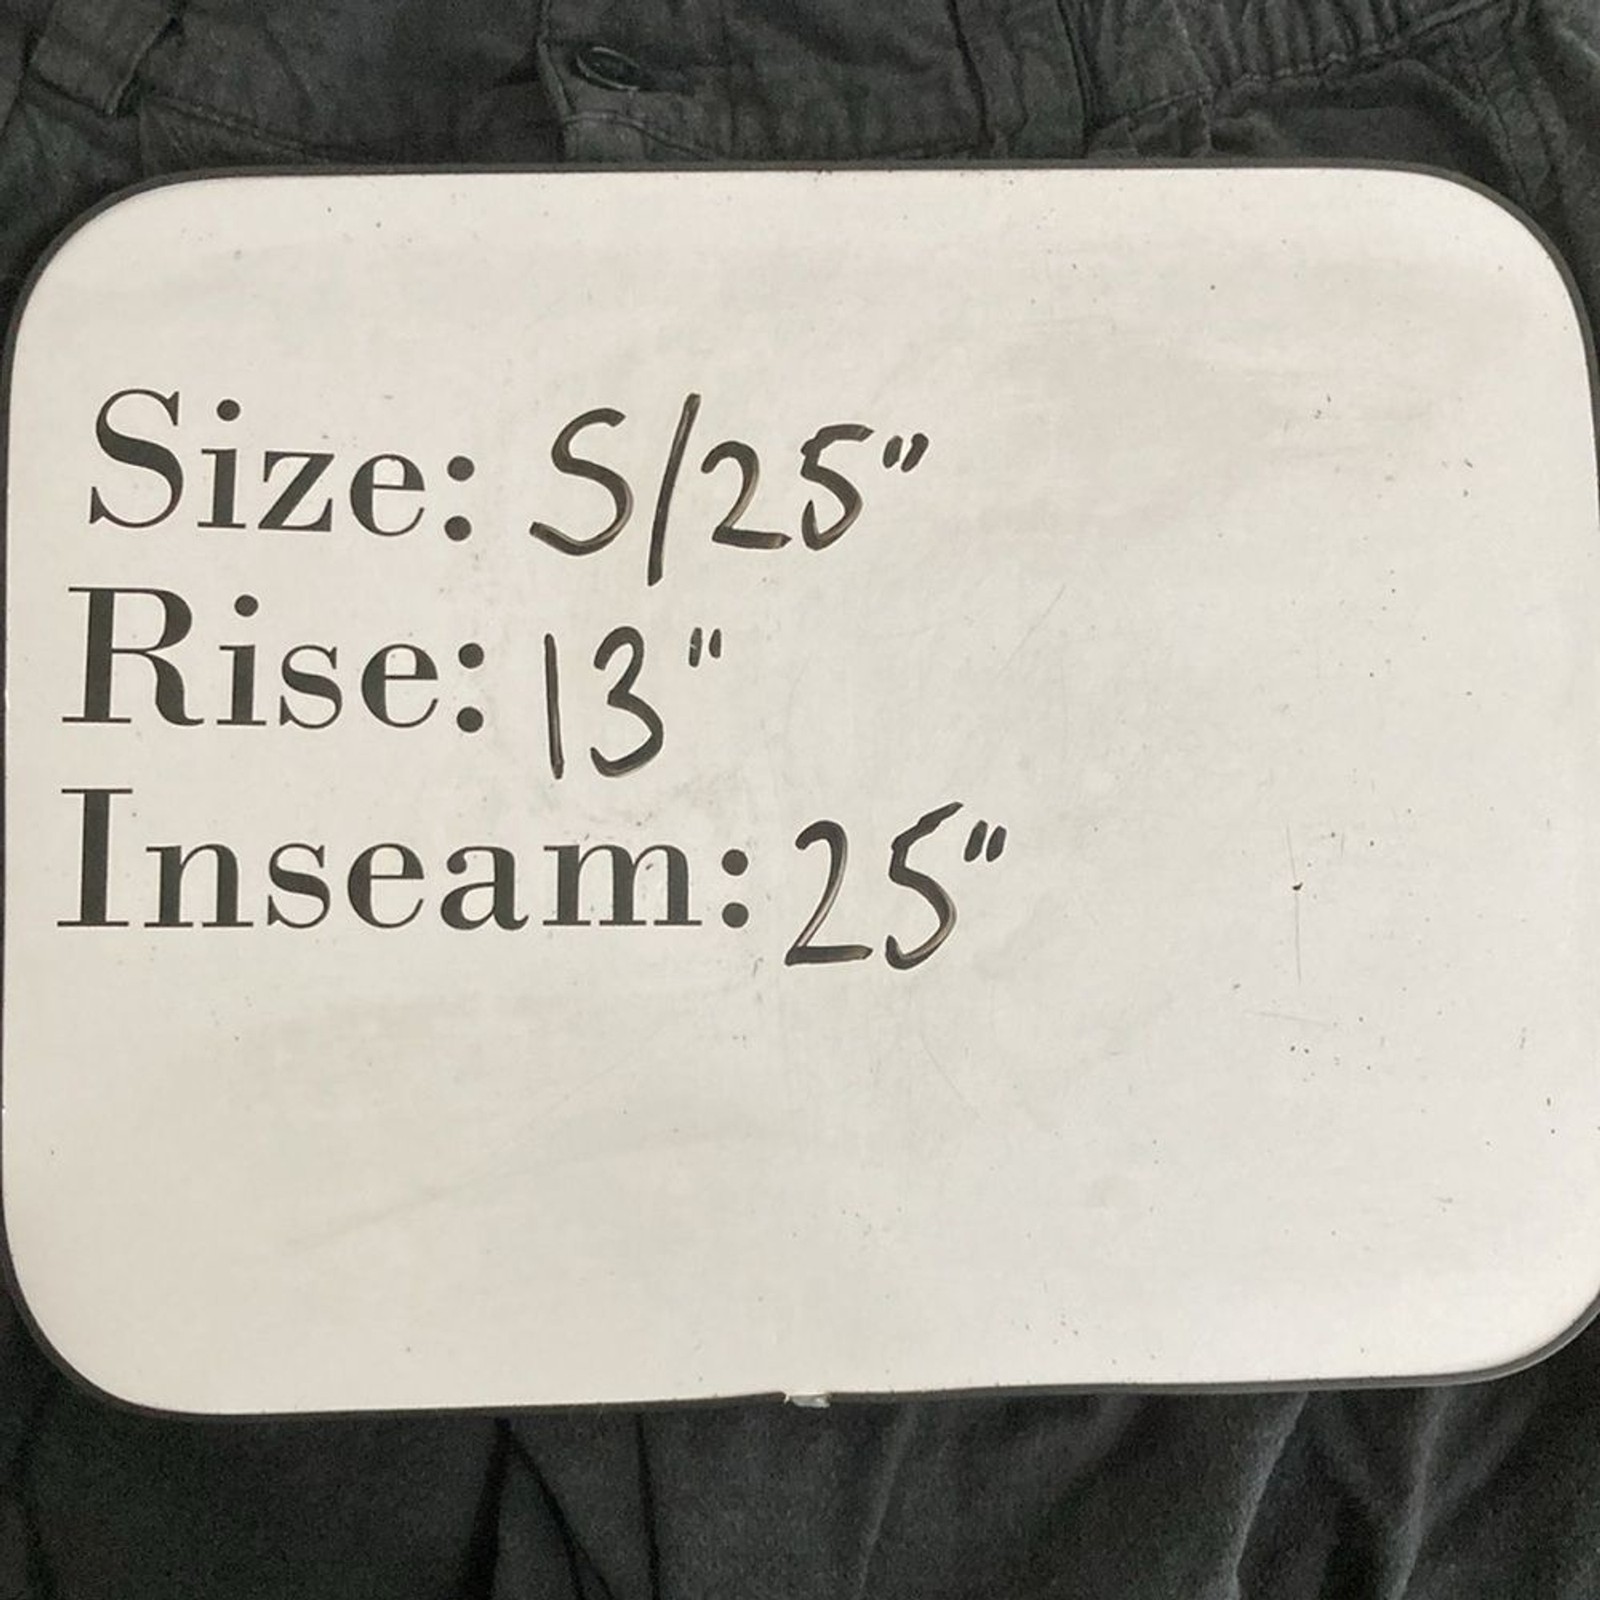 Size: S/25"
Rise: 13"
Inseam: 25"